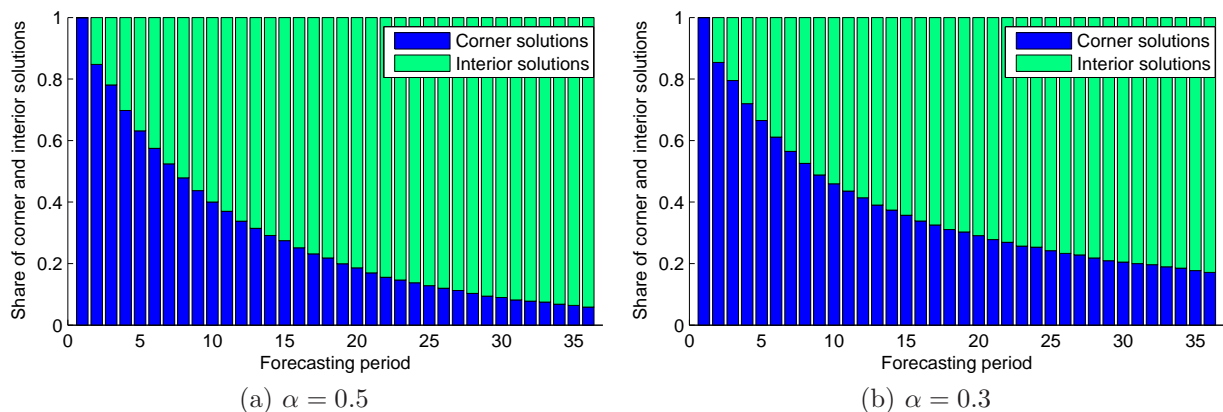 1
0.8
0.6
0.4
0.2
0
Share of corner and interior solutions
Corner solutions
Interior solutions
0 5 10 15 20 25 30 35
Forecasting period
(a) α = 0.5
1
0.8
0.6
0.4
0.2
0
Share of corner and interior solutions
Corner solutions
Interior solutions
0 5 10 15 20 25 30 35
Forecasting period
(b) α = 0.3